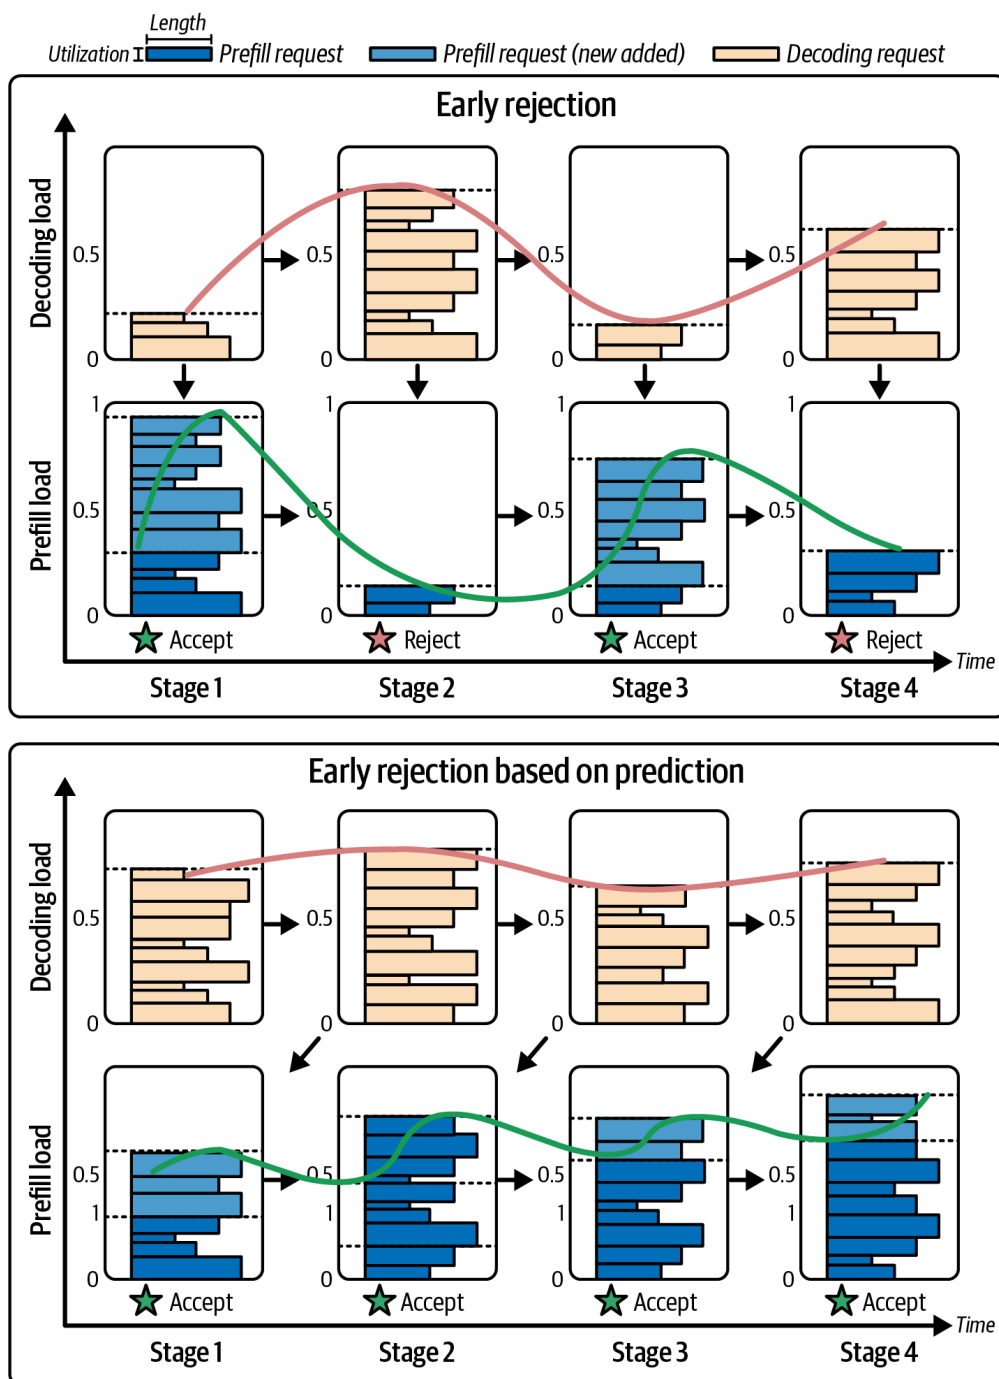 Length
Utilization Prefill request Prefill request (new added) Decoding request
Early rejection
Decoding load
0.5 0.5 0.5 0.5
0 0 0 0
Prefill load
1 1 1 1
0.5 0.5 0.5 0.5
0 0 0 0
Accept Reject Accept Reject
Time
Stage 1 Stage 2 Stage 3 Stage 4
Early rejection based on prediction
Decoding load
0.5 0.5 0.5 0.5
0 0 0 0
Prefill load
0.5 0.5 0.5 0.5
1 1 1 1
0 0 0 0
Accept Accept Accept Accept
Time
Stage 1 Stage 2 Stage 3 Stage 4